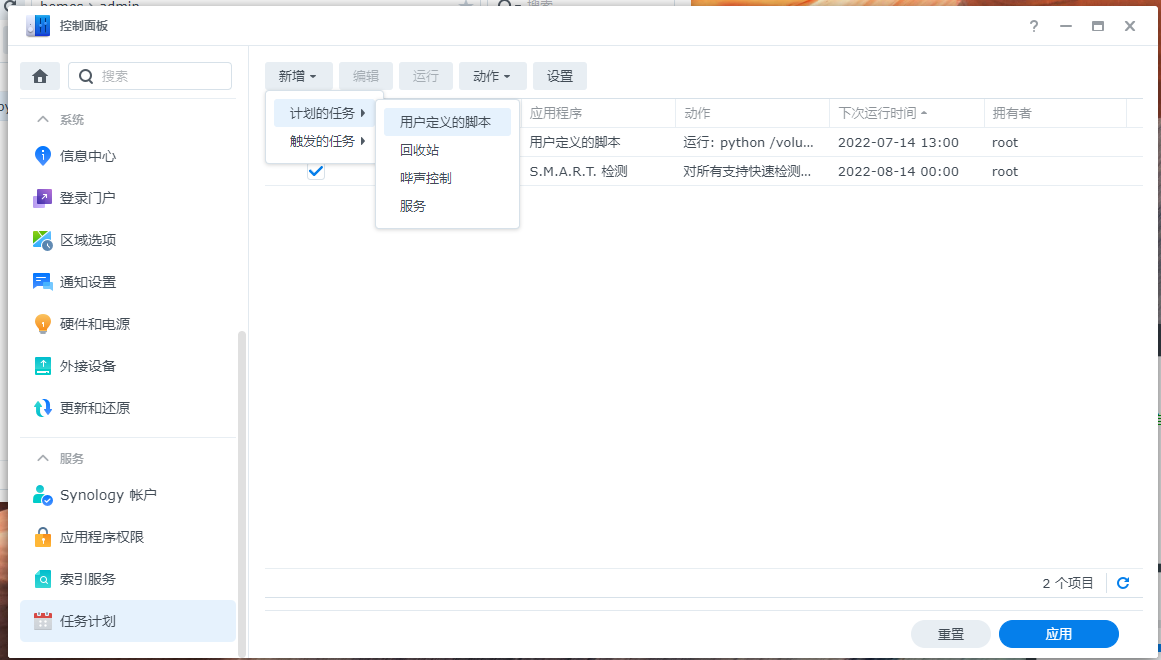 控制面板
搜索
系统
信息中心
登录门户
区域选项
通知设置
硬件和电源
外接设备
更新和还原
服务
Synology 帐户
应用程序权限
索引服务
任务计划
新增 编辑 运行 动作 设置
计划的任务
触发的任务
用户定义的脚本
回收站
哔声控制
服务
应用程序 动作 下次运行时间 拥有者
用户定义的脚本 运行: python /volu... 2022-07-14 13:00 root
S.M.A.R.T. 检测 对所有支持快速检测... 2022-08-14 00:00 root
2 个项目
重置 应用